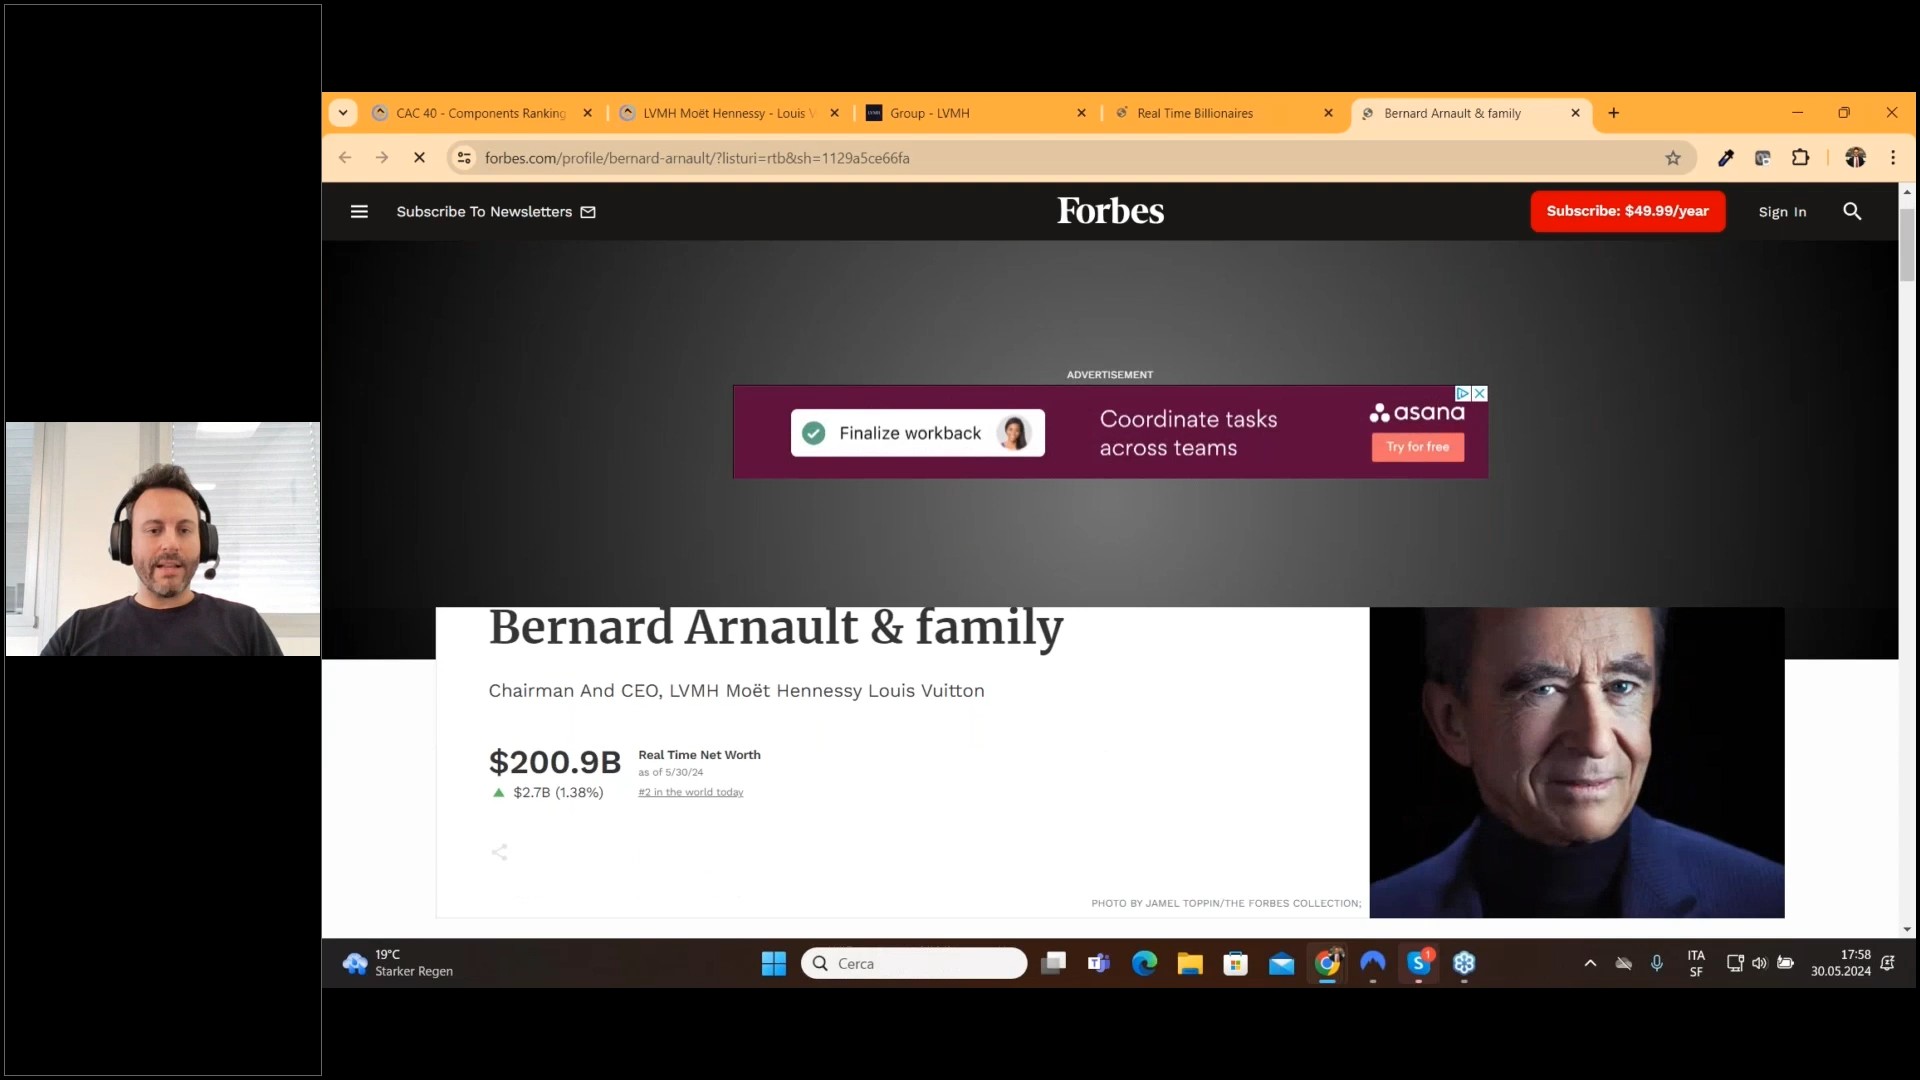 CAC 40 - Components Ranking
LVMH Moët Hennessy - Louis V
Group - LVMH
Real Time Billionaires
Bernard Arnault & family
forbes.com/profile/bernard-arnault/?listuri=rtb&sh=1129a5ce66fa
Subscribe To Newsletters
Forbes
Subscribe: $49.99/year
Sign In
ADVERTISEMENT
Finalize workback
Coordinate tasks
across teams
asana
Try for free
Bernard Arnault & family
Chairman And CEO, LVMH Moët Hennessy Louis Vuitton
$200.9B
Real Time Net Worth
as of 5/30/24
$2.7B (1.38%)
#2 in the world today
PHOTO BY JAMEL TOPPIN/THE FORBES COLLECTION;
19°C
Starker Regen
Cerca
1
ITA
SF
17:58
30.05.2024